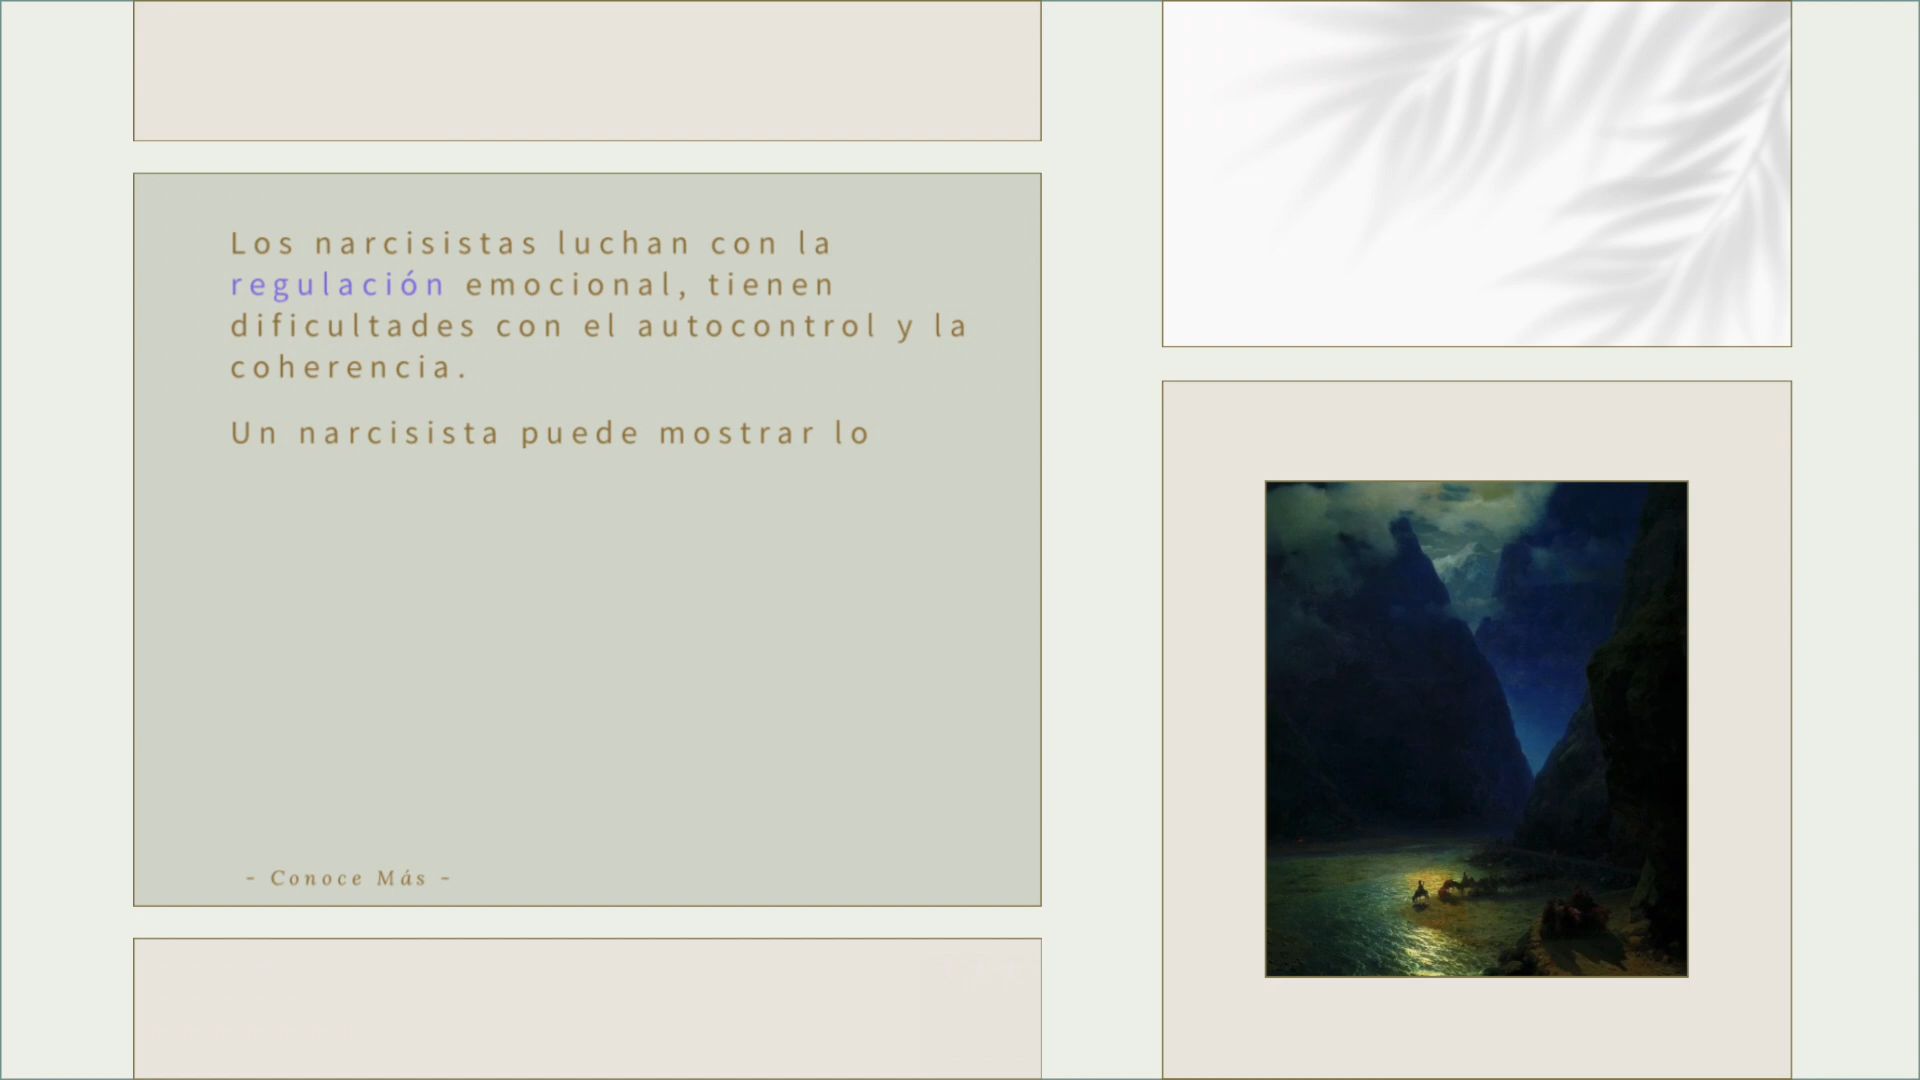 Los narcisistas luchan con la
regulación emocional, tienen
dificultades con el autocontrol y la
coherencia.
Un narcisista puede mostrar lo
- Conoce Más -